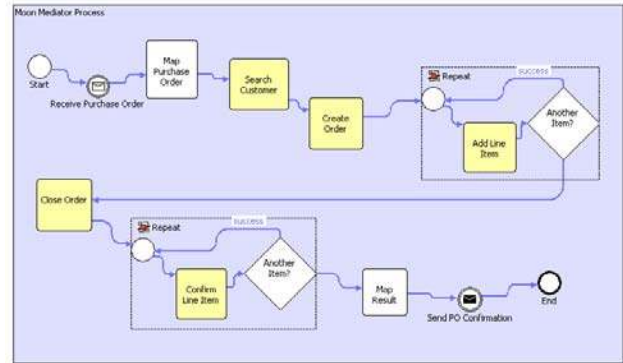 Moon Mediator Process
Start
Receive Purchase Order
Map
Purchase
Order
Search
Customer
Create
Order
Repeat
success
Add Line
Item
Another
Item?
Close Order
Repeat
success
Confirm
Line Item
Another
Item?
Map
Result
Send PO Confirmation
End